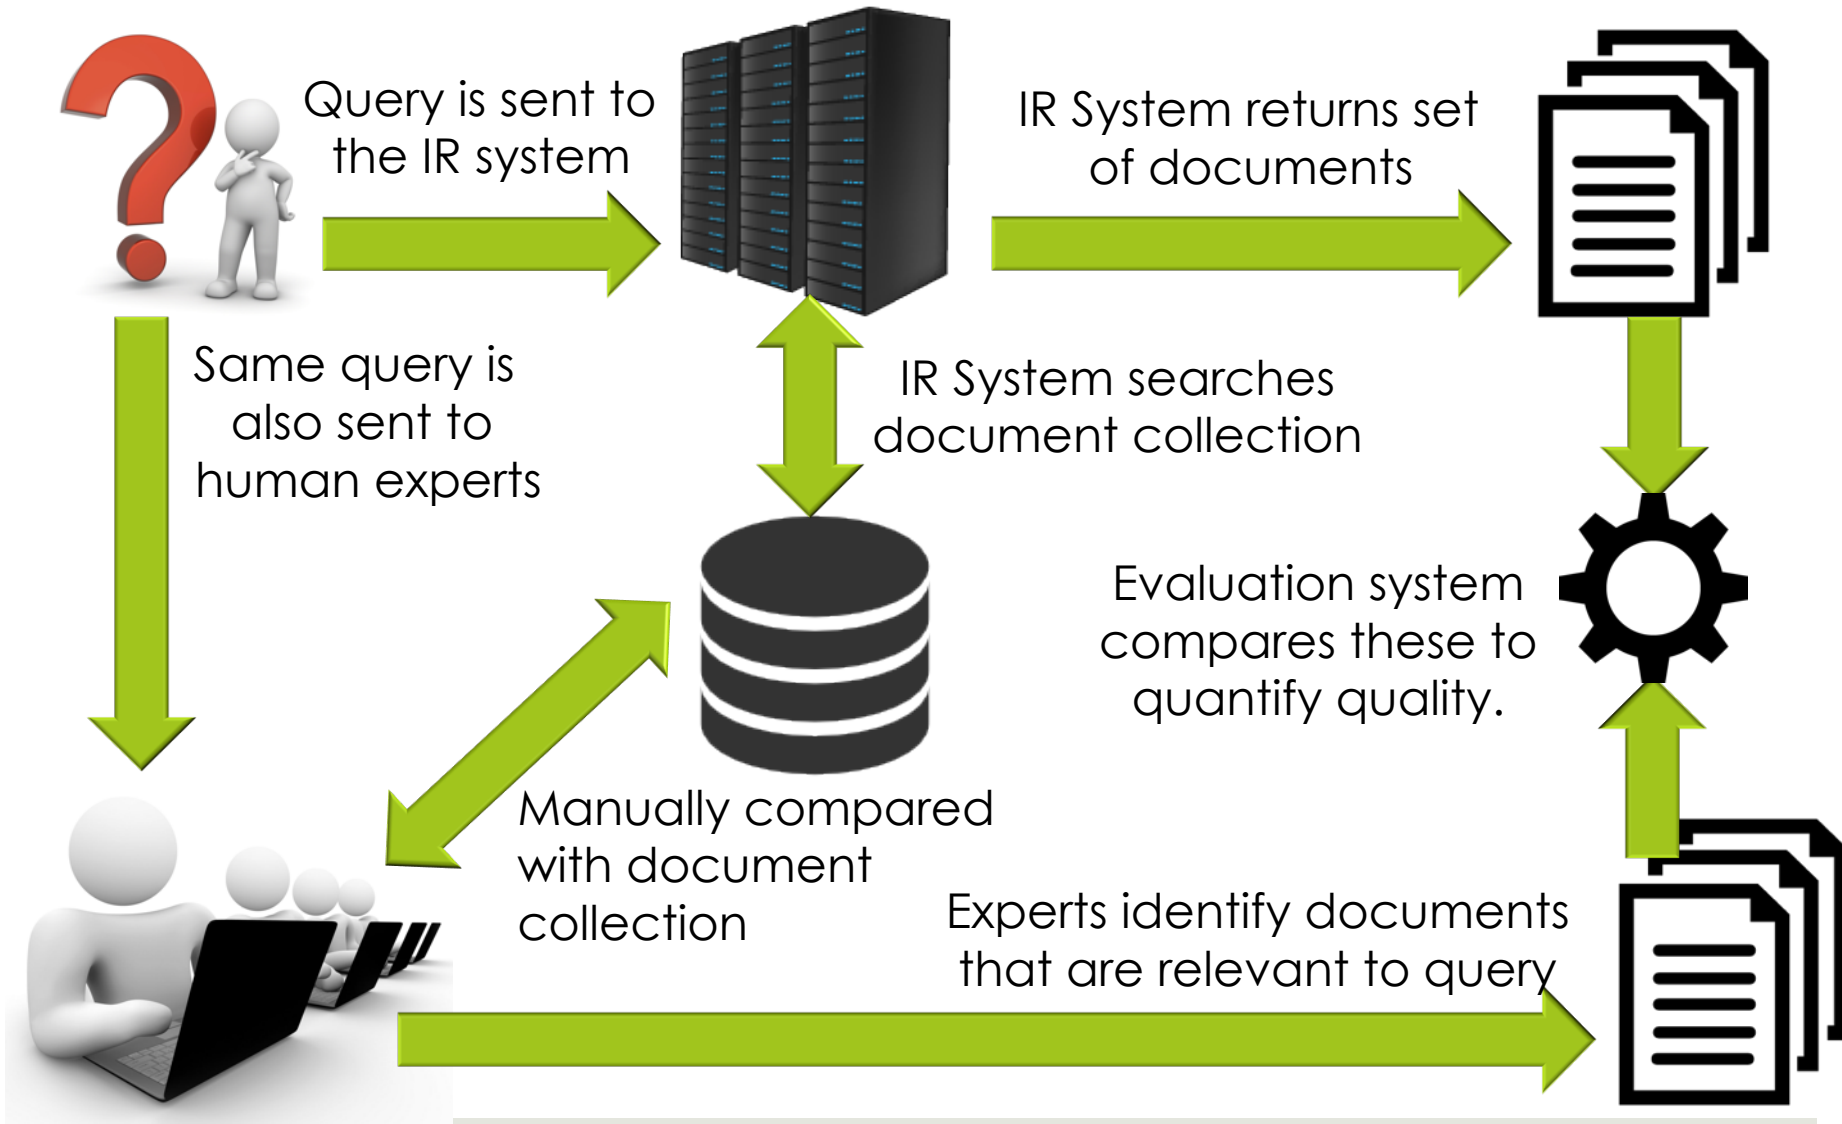 Query is sent to
the IR system
IR System returns set
of documents
Same query is
also sent to
human experts
IR System searches
document collection
Evaluation system
compares these to
quantify quality.
Manually compared
with document
collection
Experts identify documents
that are relevant to query